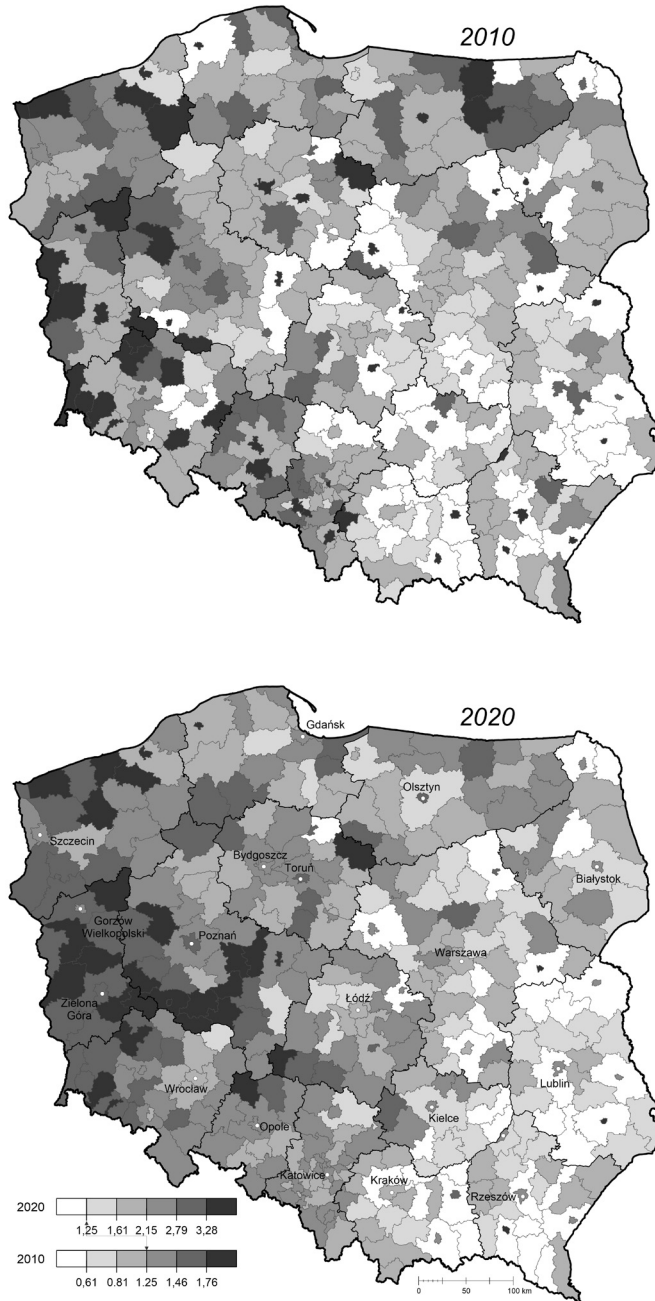 2010
2020
Gdańsk
Olsztyn
Szczecin
Bydgoszcz
Toruń
Białystok
Gorzów
Wielkopolski
Poznań
Warszawa
Zielona
Góra
Łódź
Wrocław
Lublin
Opole
Kielce
Katowice
Kraków
Rzeszów
2020
1,25 1,61 2,15 2,79 3,28
2010
0,61 0.81 1.25 1,46 1,76
0 50 100 km